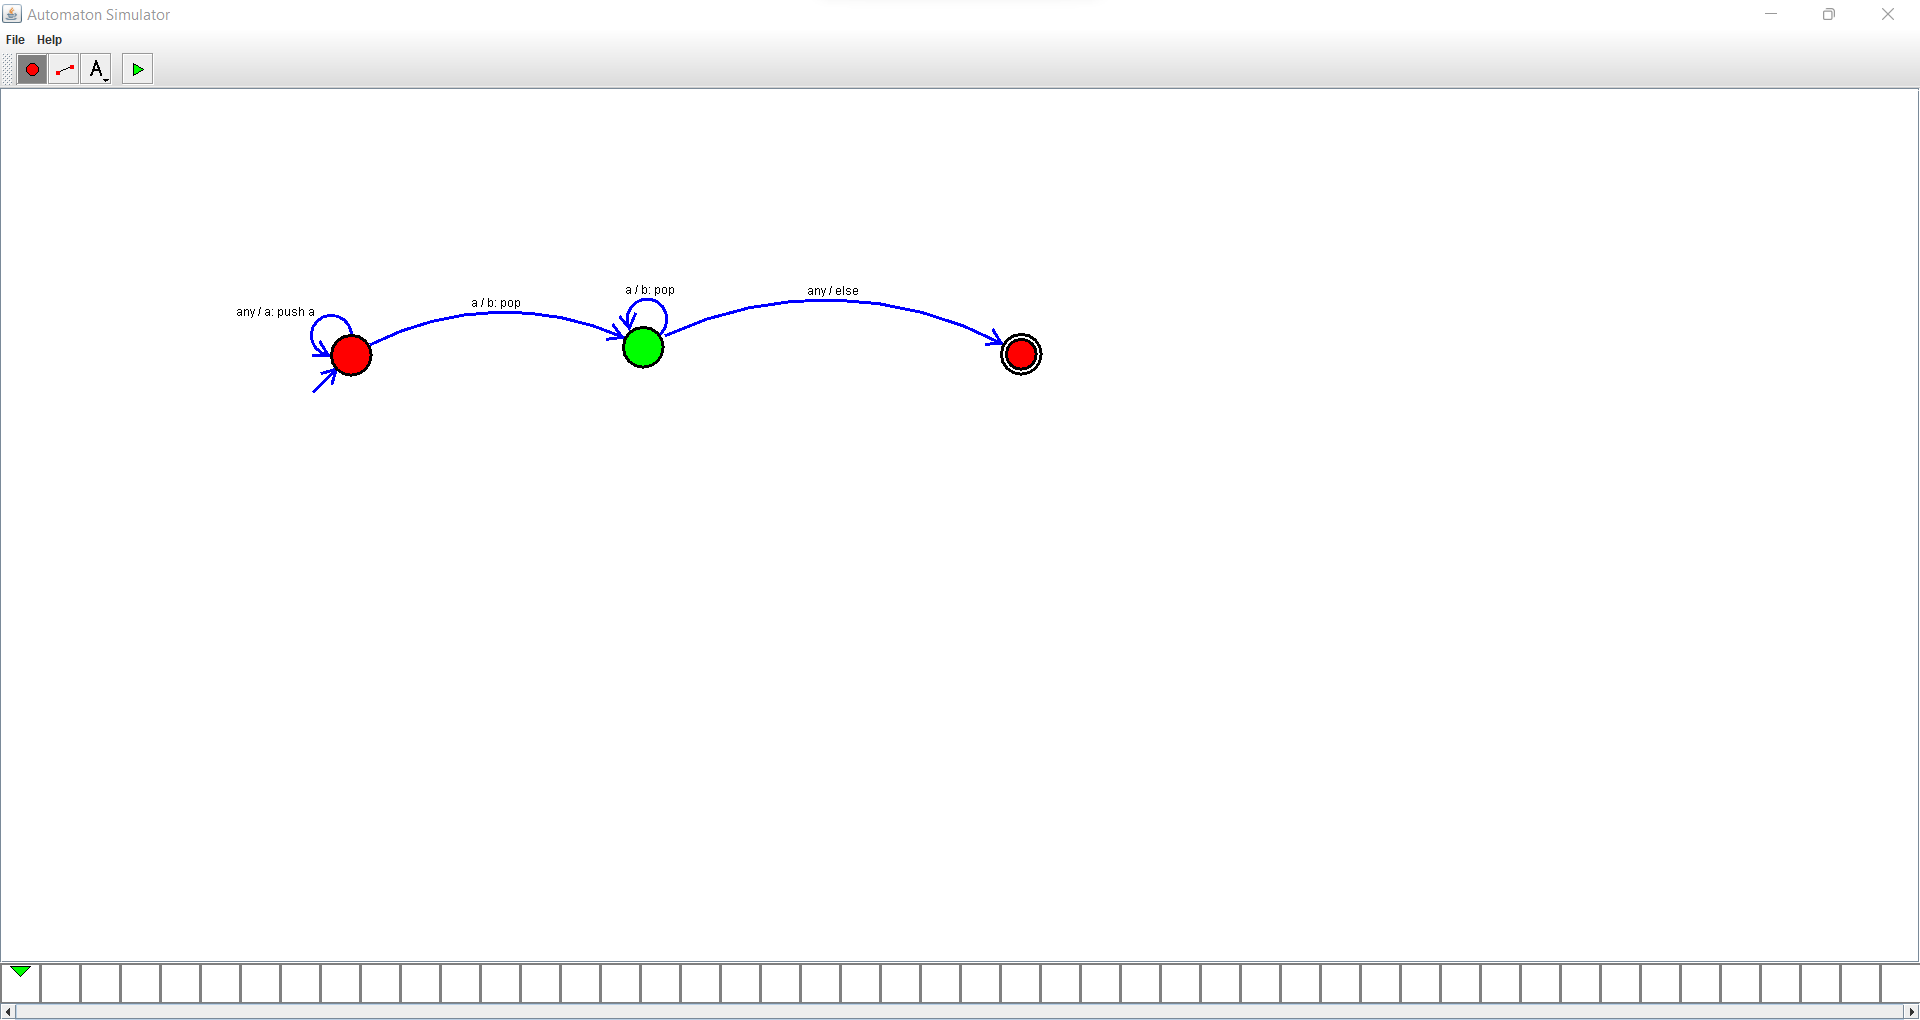 Automaton Simulator
File Help
A
a / b: pop
any / else
a / b: pop
any / a: push a